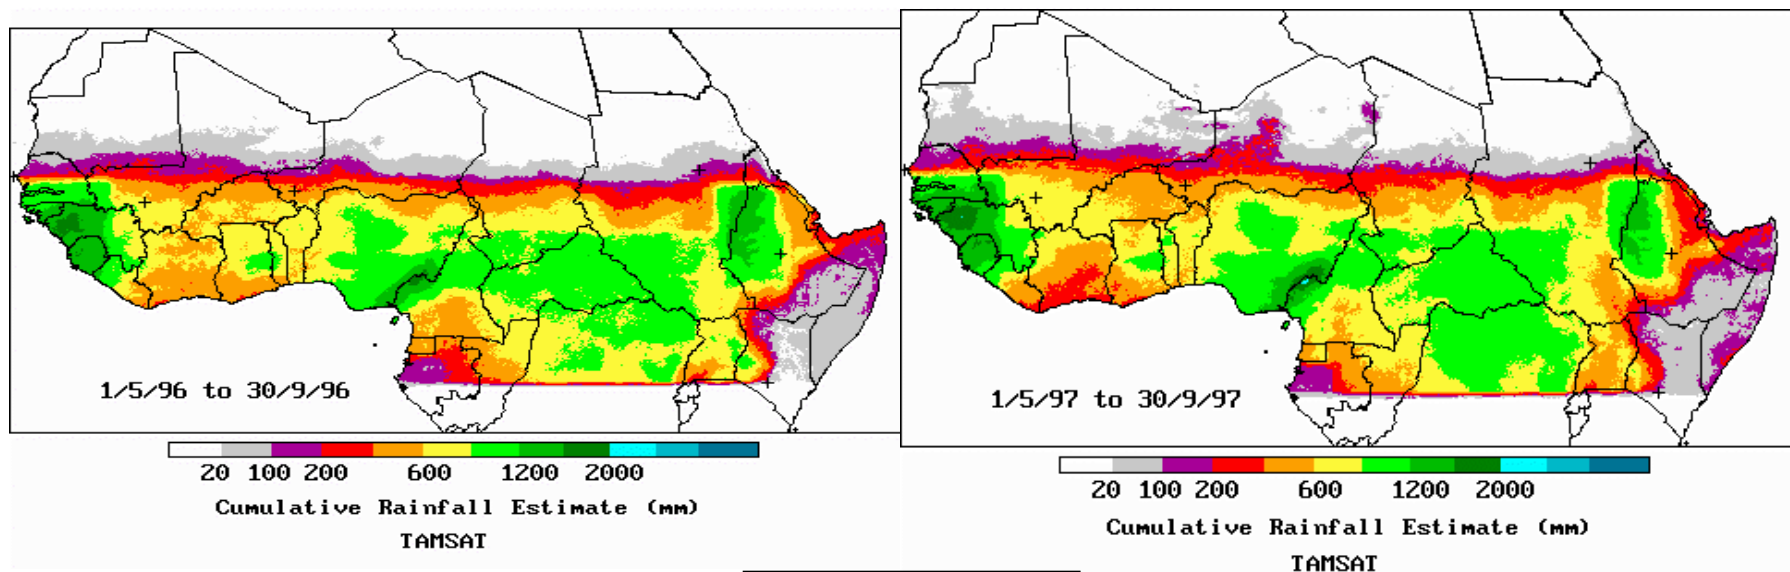 1/5/96 to 30/9/96
20 100 200 600 1200 2000
Cumulative Rainfall Estimate (mm)
TAMSAT
1/5/97 to 30/9/97
20 100 200 600 1200 2000
Cumulative Rainfall Estimate (mm)
TAMSAT